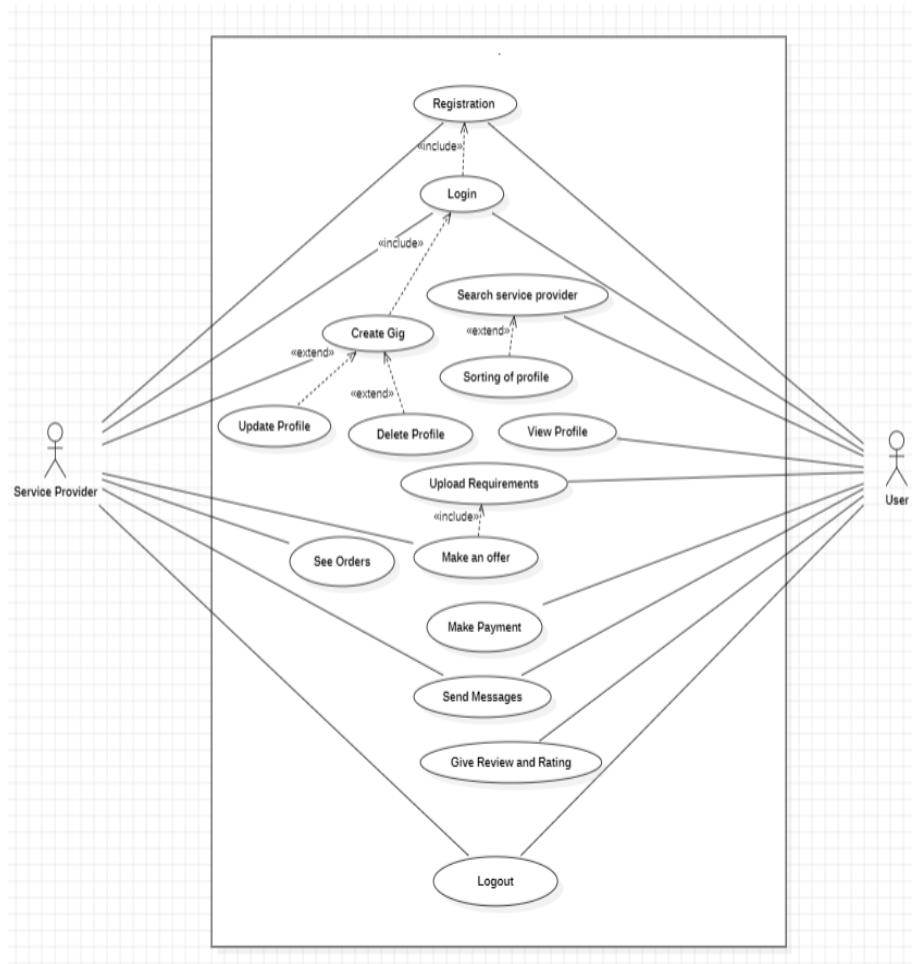 Registration
«include»
Login
«include»
Search service provider
«extend»
Create Gig
«extend»
Sorting of profile
«extend»
Update Profile
Delete Profile
View Profile
Service Provider
User
Upload Requirements
«include»
See Orders
Make an offer
Make Payment
Send Messages
Give Review and Rating
Logout